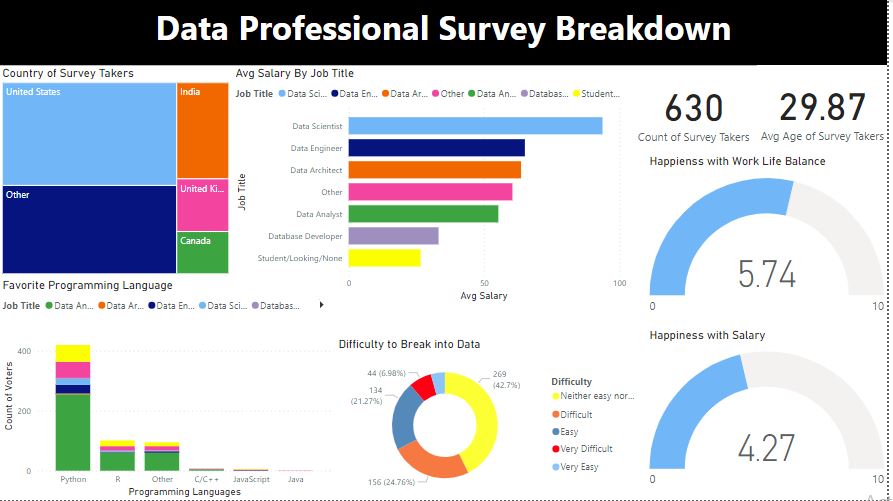 Data Professional Survey Breakdown
Country of Survey Takers
United States
India
Other
United Ki...
Canada
Avg Salary By Job Title
Job Title Data Sci... Data En... Data Ar... Other Data An... Databas... Student...
Job Title
Data Scientist
Data Engineer
Data Architect
Other
Data Analyst
Database Developer
Student/Looking/None
0 50 100
Avg Salary
630
Count of Survey Takers
29.87
Avg Age of Survey Takers
Happienss with Work Life Balance
5.74
0 10
Favorite Programming Language
Job Title Data An... Data Ar... Data En... Data Sci... Databas...
Count of Voters
400
200
0
Python R Other C/C++ JavaScript Java
Programming Languages
Difficulty to Break into Data
44 (6.98%)
134
(21.27%)
269
(42.7%)
156 (24.76%)
Difficulty
Neither easy nor...
Difficult
Easy
Very Difficult
Very Easy
Happiness with Salary
4.27
0 10